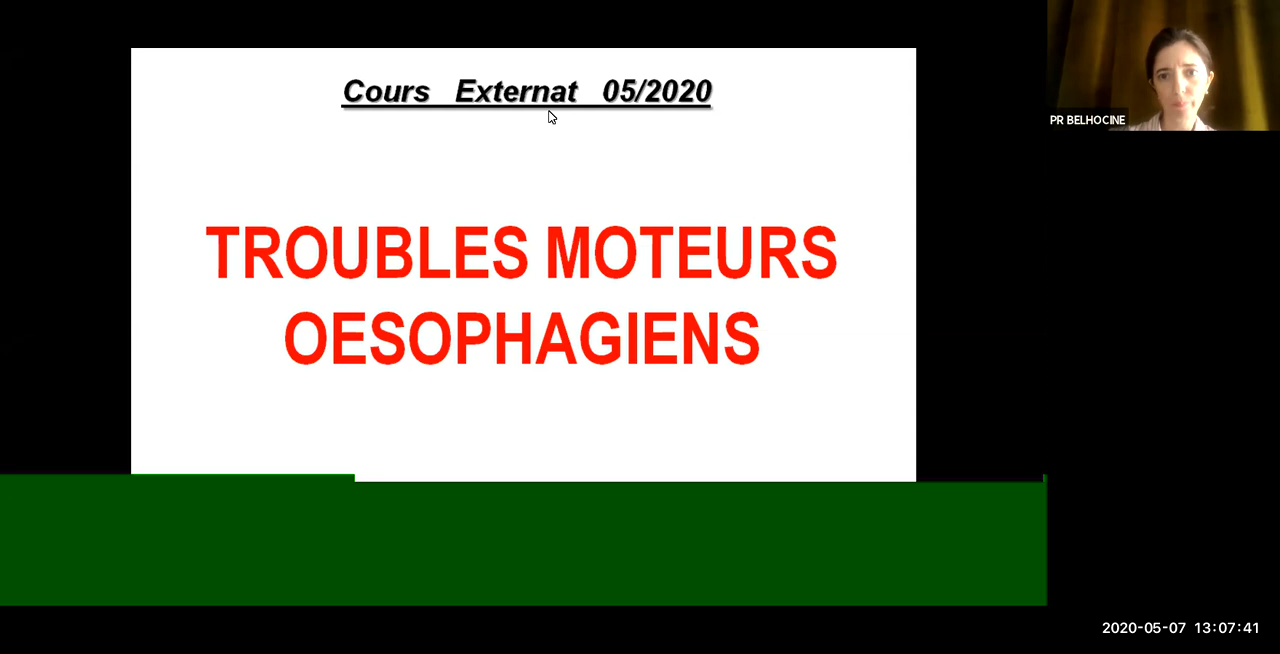 Cours Externat 05/2020
PR BELHOCINE
TROUBLES MOTEURS
OESOPHAGIENS
2020-05-07 13:07:41